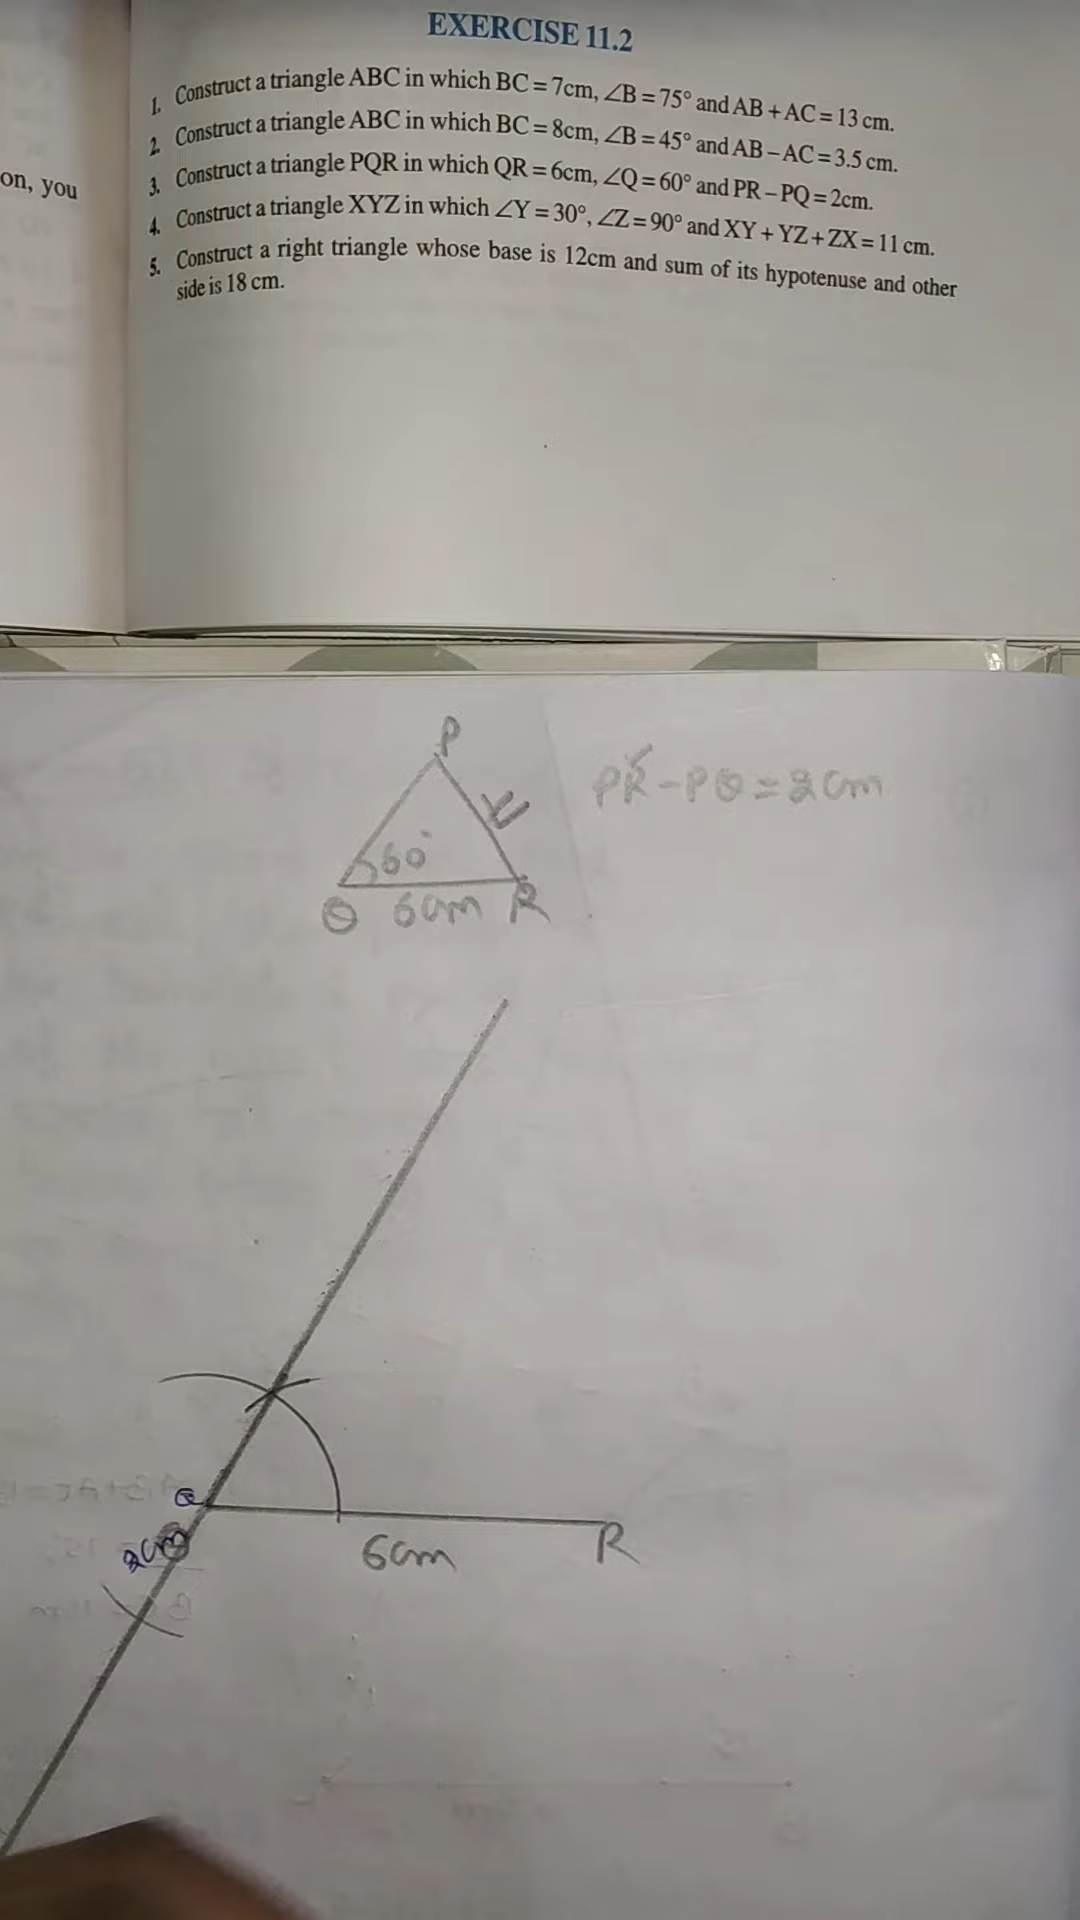 EXERCISE 11.2
1. Construct a triangle ABC in which BC = 7cm, ∠B = 75° and AB + AC = 13 cm.
2. Construct a triangle ABC in which BC = 8cm, ∠B = 45° and AB – AC = 3.5 cm.
on, you
3. Construct a triangle PQR in which QR = 6cm, ∠Q = 60° and PR – PQ = 2cm.
4. Construct a triangle XYZ in which ∠Y = 30°, ∠Z = 90° and XY + YZ + ZX = 11 cm.
5. Construct a right triangle whose base is 12cm and sum of its hypotenuse and other
side is 18 cm.
P
PR - PQ = 2cm
60°
Q 6cm R
Q
2cm
6cm R